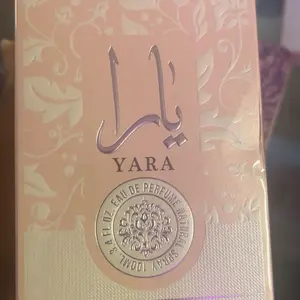 يارا
YARA
EAU DE PERFUME NATURAL SPRAY 100ML 3.4 FL.OZ.